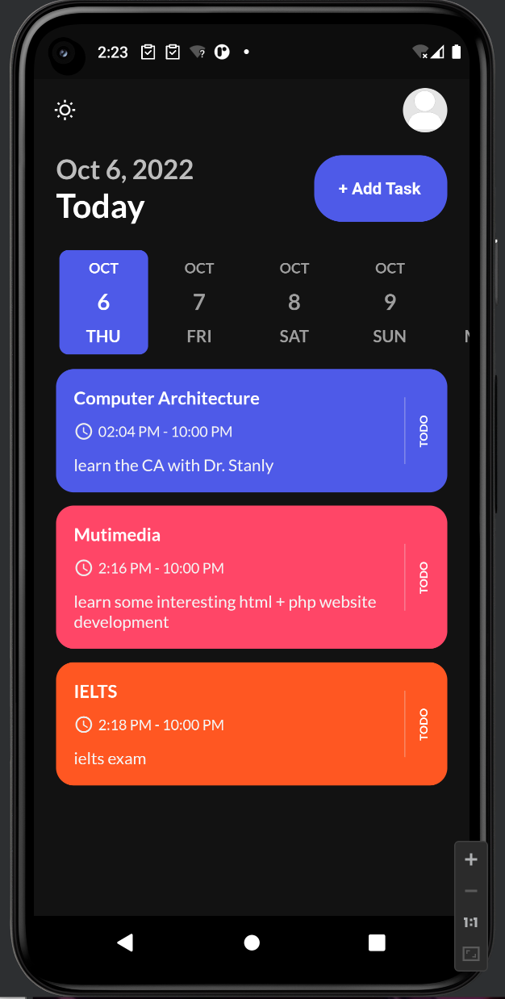 2:23
Oct 6, 2022
Today
+ Add Task
OCT OCT OCT OCT
6 7 8 9
THU FRI SAT SUN
Computer Architecture
02:04 PM - 10:00 PM
learn the CA with Dr. Stanly
TODO
Mutimedia
2:16 PM - 10:00 PM
learn some interesting html + php website
development
TODO
IELTS
2:18 PM - 10:00 PM
ielts exam
TODO
1:1